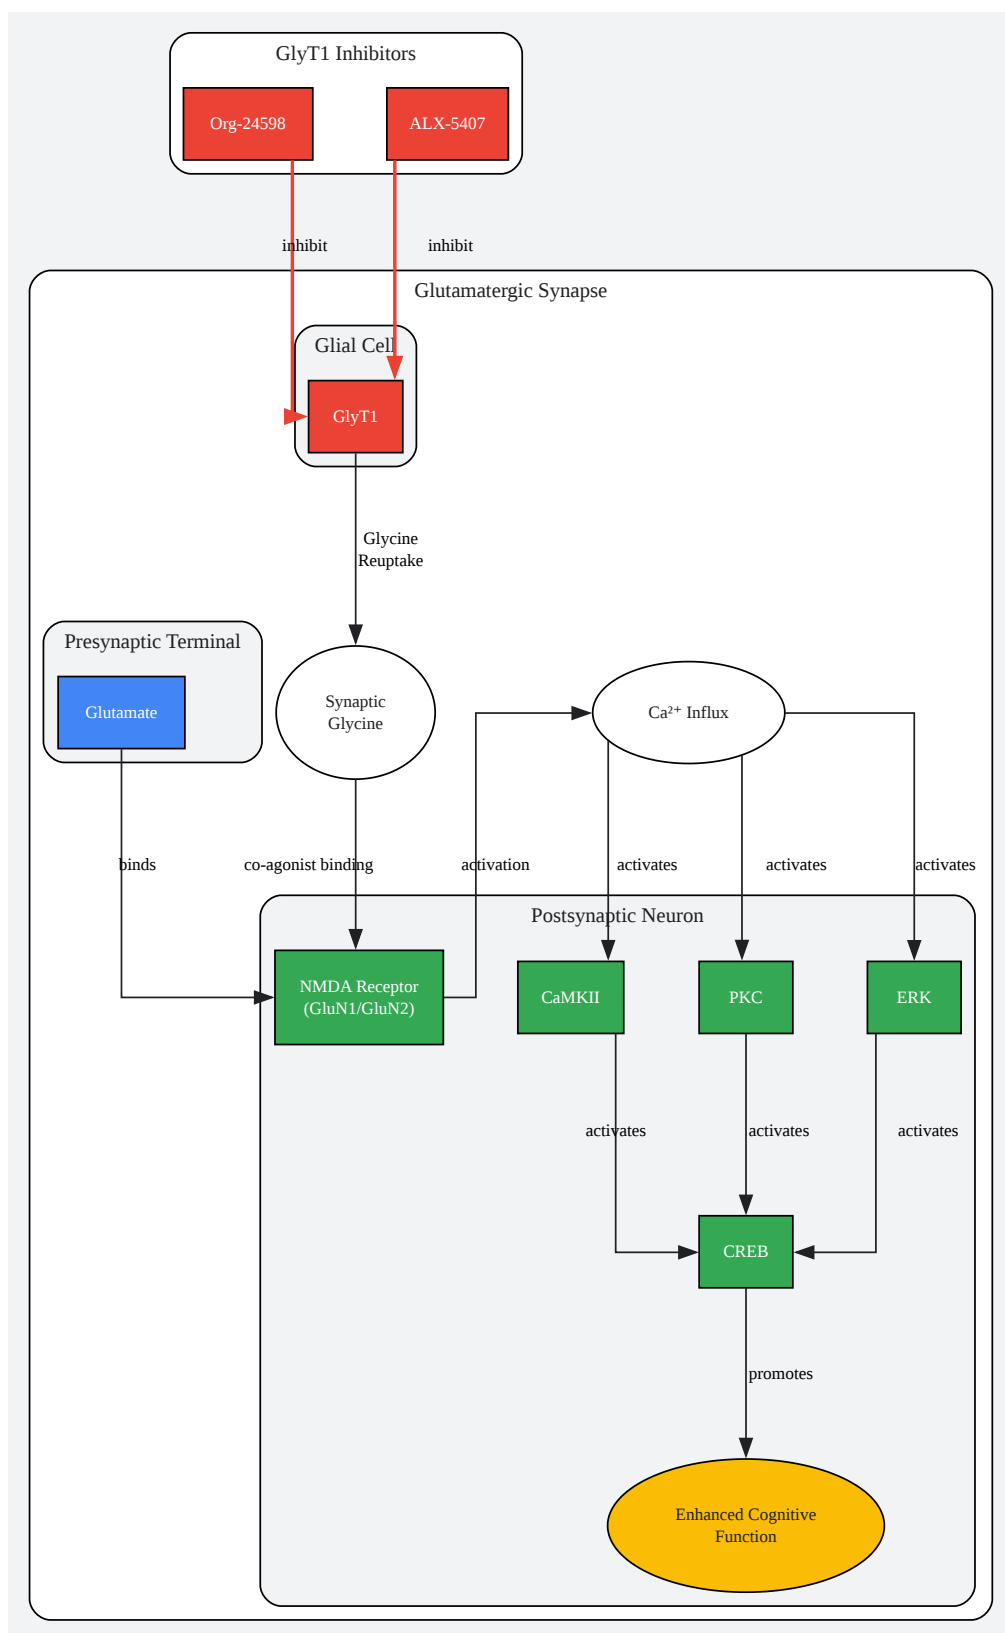 GlyT1 Inhibitors
Org-24598
ALX-5407
inhibit
inhibit
Glutamatergic Synapse
Glial Cell
GlyT1
Glycine
Reuptake
Presynaptic Terminal
Glutamate
Synaptic
Glycine
Ca²⁺ Influx
binds
co-agonist binding
activation
activates
activates
activates
Postsynaptic Neuron
NMDA Receptor
(GluN1/GluN2)
CaMKII
PKC
ERK
activates
activates
activates
CREB
promotes
Enhanced Cognitive
Function